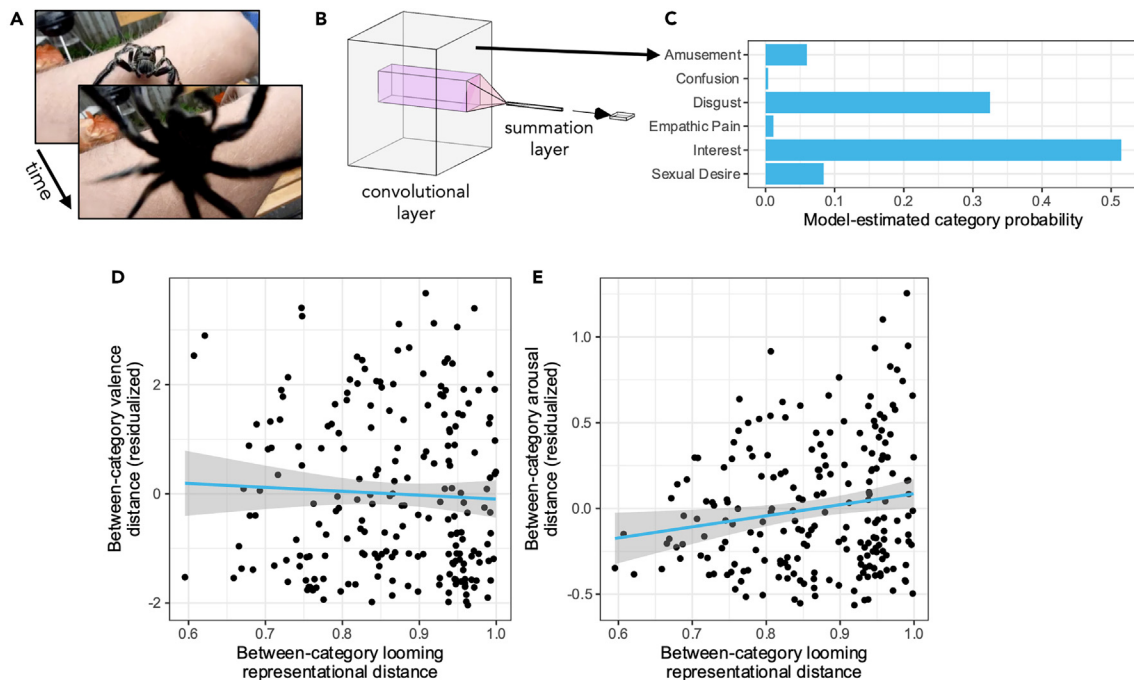 A
time
B
convolutional
layer
summation
layer
C
Amusement
Confusion
Disgust
Empathic Pain
Interest
Sexual Desire
0.0 0.1 0.2 0.3 0.4 0.5
Model-estimated category probability
D
Between-category valence
distance (residualized)
2
0
-2
0.6 0.7 0.8 0.9 1.0
Between-category looming
representational distance
E
Between-category arousal
distance (residualized)
1.0
0.5
0.0
-0.5
0.6 0.7 0.8 0.9 1.0
Between-category looming
representational distance